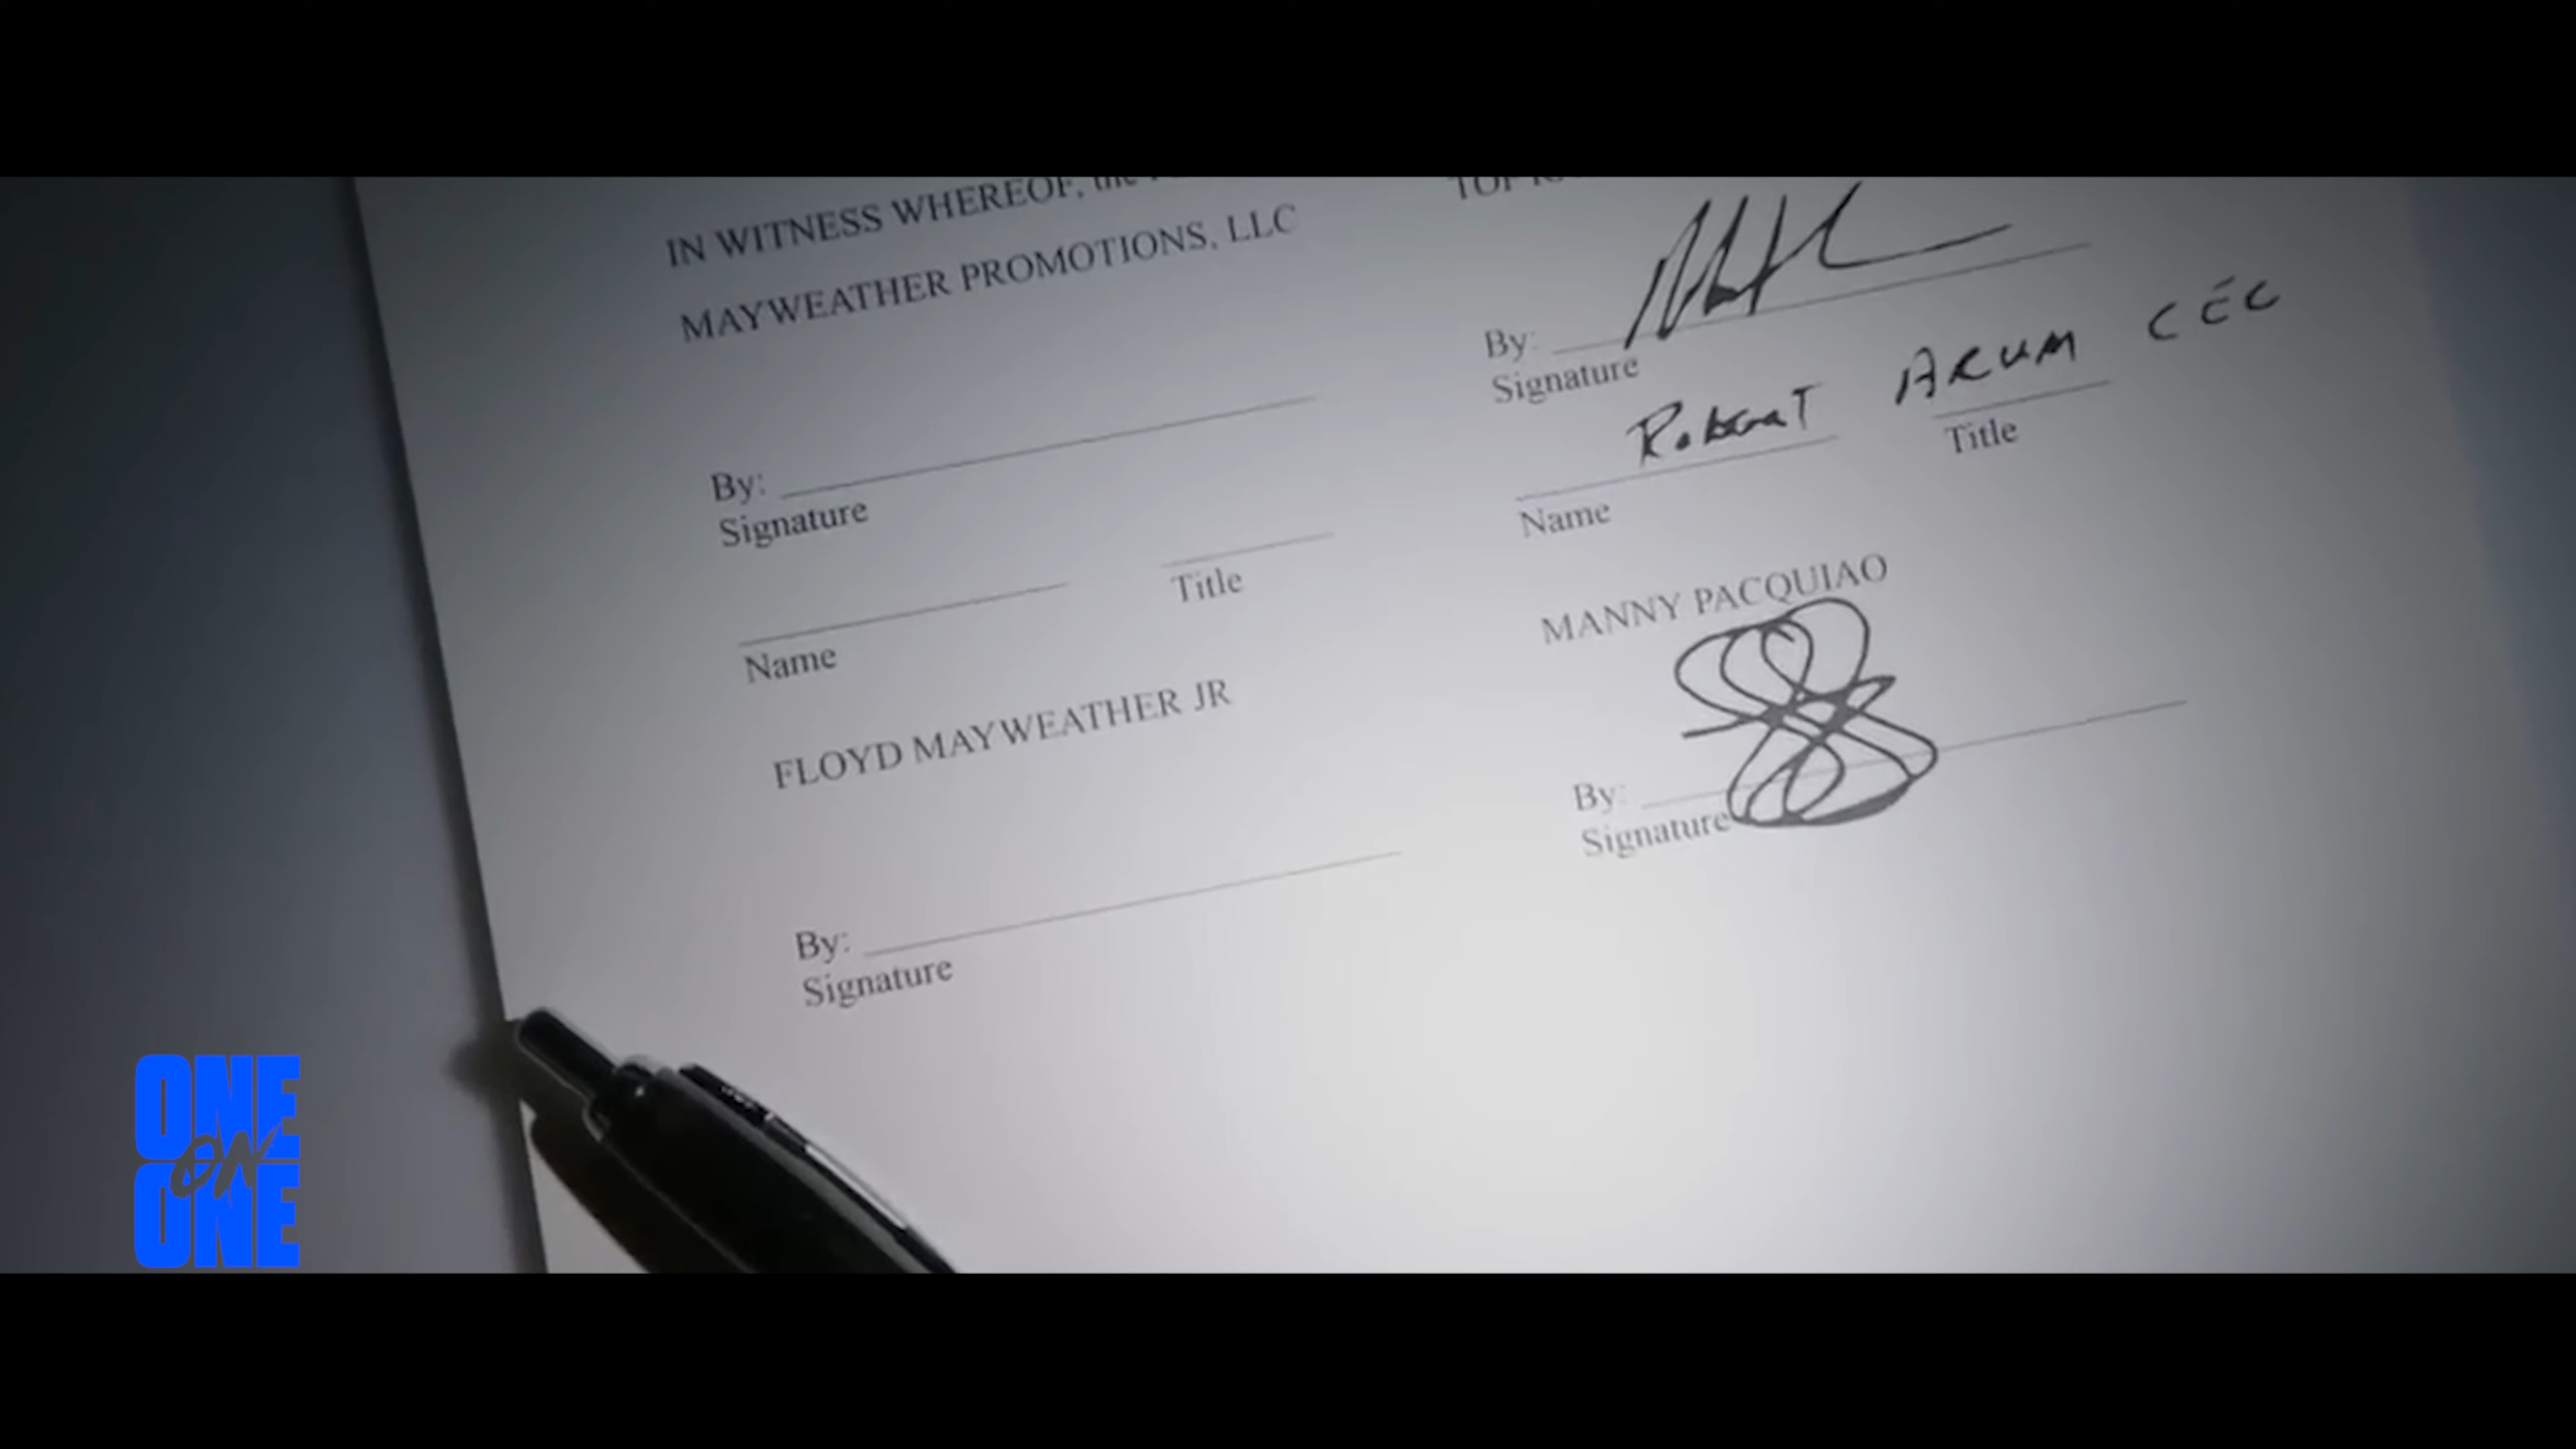 IN WITNESS WHEREOF, the
MAYWEATHER PROMOTIONS, LLC
By:
Signature
Name
Title
FLOYD MAYWEATHER JR
By:
Signature
By:
Signature
Robert ARUM CEO
Name
Title
MANNY PACQUIAO
By:
Signature
ONE
on
ONE